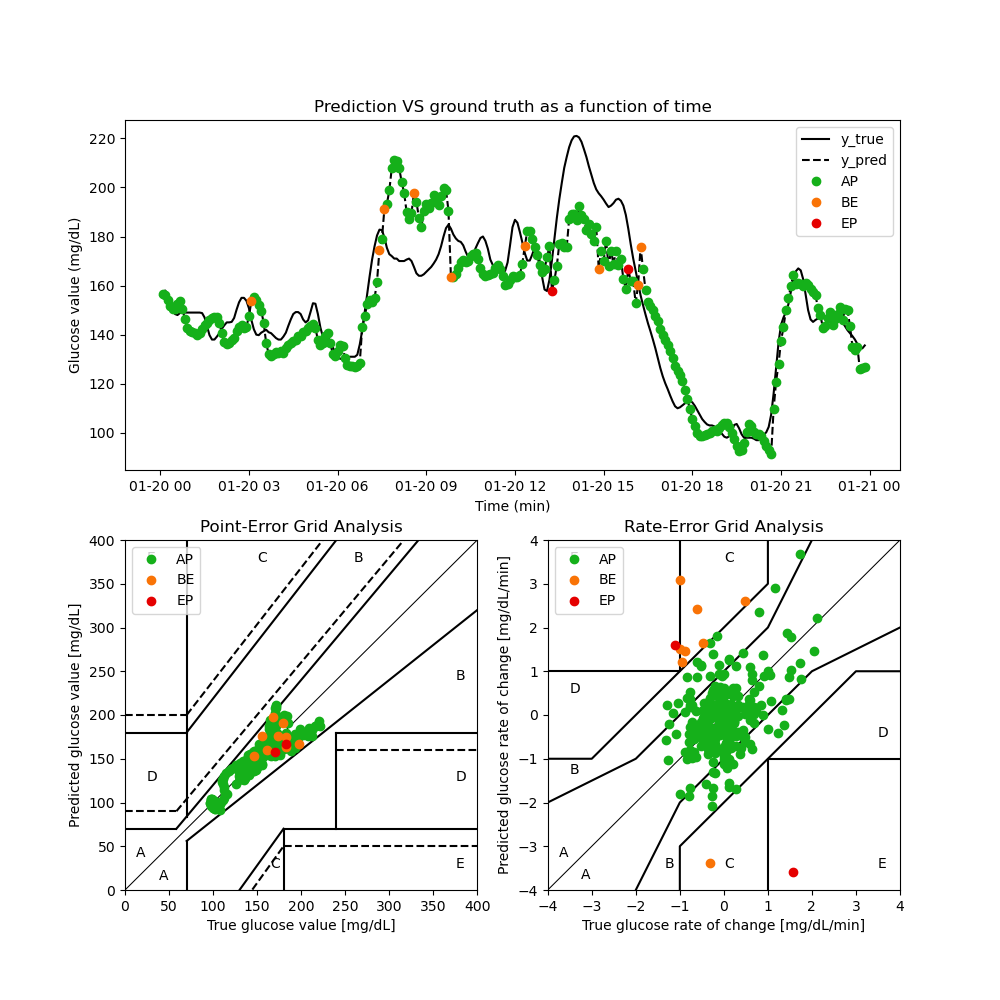 Prediction VS ground truth as a function of time
Glucose value (mg/dL)
220
200
180
160
140
120
100
y_true
y_pred
AP
BE
EP
01-20 00 01-20 03 01-20 06 01-20 09 01-20 12 01-20 15 01-20 18 01-20 21 01-21 00
Time (min)
Point-Error Grid Analysis
Predicted glucose value [mg/dL]
400
350
300
250
200
150
100
50
0
AP
BE
EP
C
B
B
D
D
A
A
C
E
0 50 100 150 200 250 300 350 400
True glucose value [mg/dL]
Rate-Error Grid Analysis
Predicted glucose rate of change [mg/dL/min]
4
3
2
1
0
−1
−2
−3
−4
AP
BE
EP
C
D
D
B
A
A
B
C
E
−4 −3 −2 −1 0 1 2 3 4
True glucose rate of change [mg/dL/min]